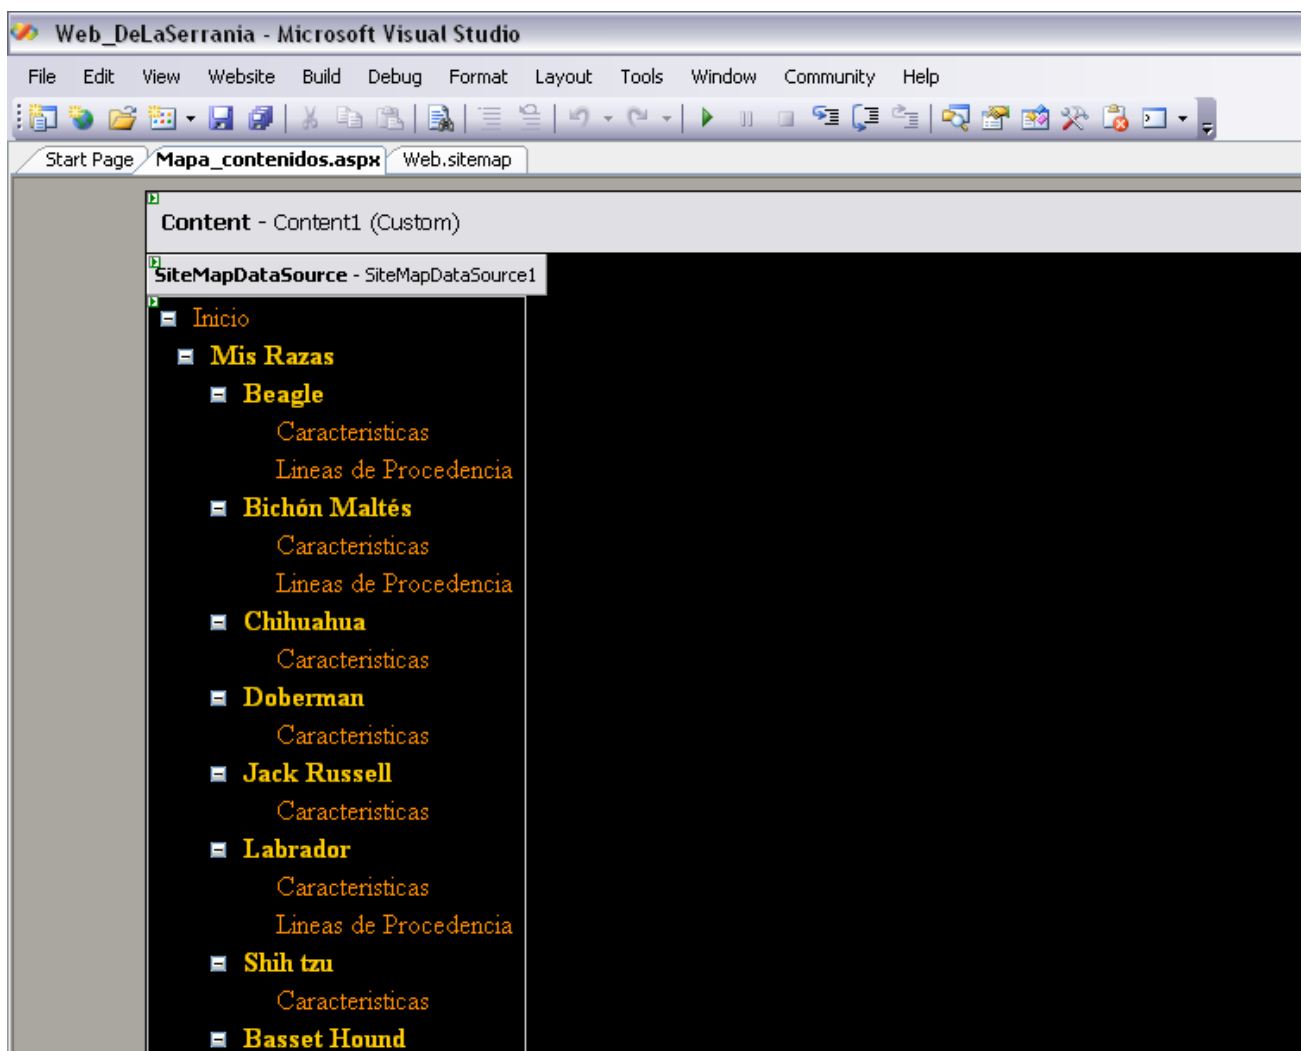 Web_DeLaSerrania - Microsoft Visual Studio
File Edit View Website Build Debug Format Layout Tools Window Community Help
Start Page Mapa_contenidos.aspx Web.sitemap
Content - Content1 (Custom)
SiteMapDataSource - SiteMapDataSource1
Inicio
Mis Razas
Beagle
Caracteristicas
Lineas de Procedencia
Bichón Maltés
Caracteristicas
Lineas de Procedencia
Chihuahua
Caracteristicas
Doberman
Caracteristicas
Jack Russell
Caracteristicas
Labrador
Caracteristicas
Lineas de Procedencia
Shih tzu
Caracteristicas
Basset Hound